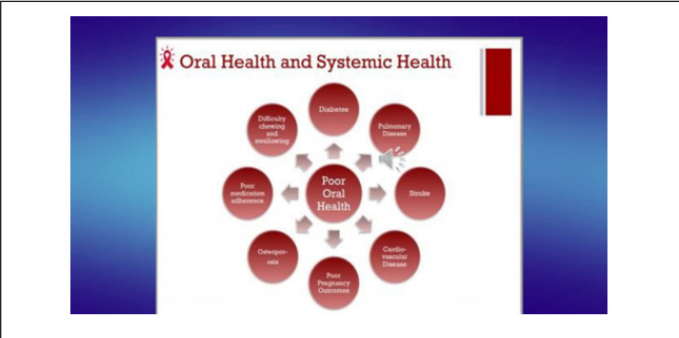 Oral Health and Systemic Health
Diabetes
Pulmonary
Disease
Stroke
Cardio-
vascular
Disease
Poor
Pregnancy
Outcomes
Osteopor-
osis
Poor
medication
adherence
Difficulty
chewing
and
swallowing
Poor
Oral
Health